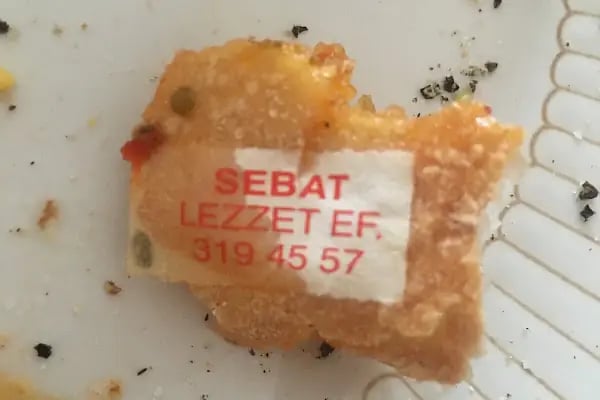 SEBAT
LEZZET EF.
319 45 57